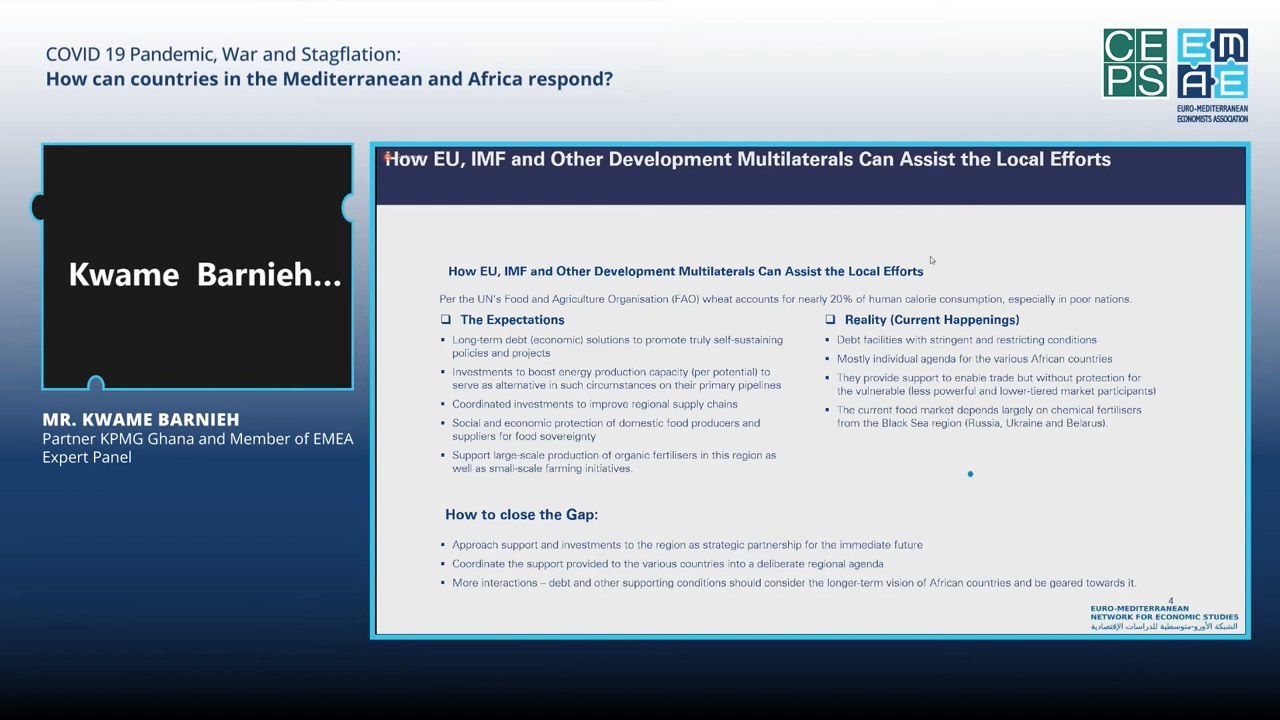 COVID 19 Pandemic, War and Stagflation:
How can countries in the Mediterranean and Africa respond?
CE
PS
EM
AE
EURO-MEDITERRANEAN
ECONOMISTS ASSOCIATION
Kwame Barnieh...
MR. KWAME BARNIEH
Partner KPMG Ghana and Member of EMEA
Expert Panel
How EU, IMF and Other Development Multilaterals Can Assist the Local Efforts
How EU, IMF and Other Development Multilaterals Can Assist the Local Efforts
Per the UN's Food and Agriculture Organisation (FAO) wheat accounts for nearly 20% of human calorie consumption, especially in poor nations.
❑ The Expectations
▪ Long-term debt (economic) solutions to promote truly self-sustaining
policies and projects
▪ Investments to boost energy production capacity (per potential) to
serve as alternative in such circumstances on their primary pipelines
▪ Coordinated investments to improve regional supply chains
▪ Social and economic protection of domestic food producers and
suppliers for food sovereignty
▪ Support large-scale production of organic fertilisers in this region as
well as small-scale farming initiatives.
❑ Reality (Current Happenings)
▪ Debt facilities with stringent and restricting conditions
▪ Mostly individual agenda for the various African countries
▪ They provide support to enable trade but without protection for
the vulnerable (less powerful and lower-tiered market participants)
▪ The current food market depends largely on chemical fertilisers
from the Black Sea region (Russia, Ukraine and Belarus).
How to close the Gap:
▪ Approach support and investments to the region as strategic partnership for the immediate future
▪ Coordinate the support provided to the various countries into a deliberate regional agenda
▪ More interactions – debt and other supporting conditions should consider the longer-term vision of African countries and be geared towards it.
4
EURO-MEDITERRANEAN
NETWORK FOR ECONOMIC STUDIES
الشبكة الأورو-متوسطية للدراسات الإقتصادية